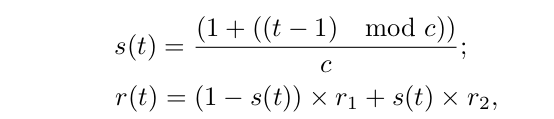 s(t) = (1 + ((t − 1) mod c)) / c ;
r(t) = (1 − s(t)) × r₁ + s(t) × r₂,